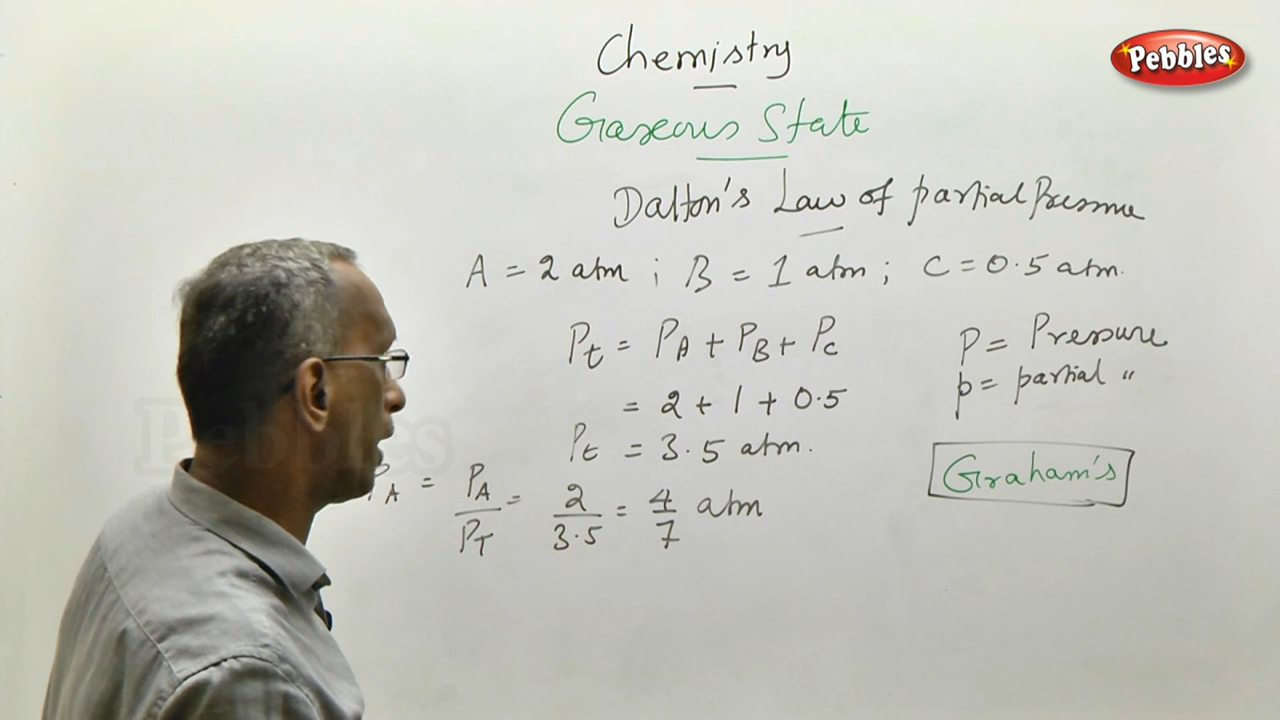 Chemistry
Pebbles
Gaseous State
Dalton's Law of partial Pressure
A = 2 atm ; B = 1 atm ; C = 0.5 atm.
Pt = PA + PB + PC
P = Pressure
= 2 + 1 + 0.5
p = partial "
Pt = 3.5 atm.
Graham's
PA = PA/PT = 2/3.5 = 4/7 atm
Pebbles